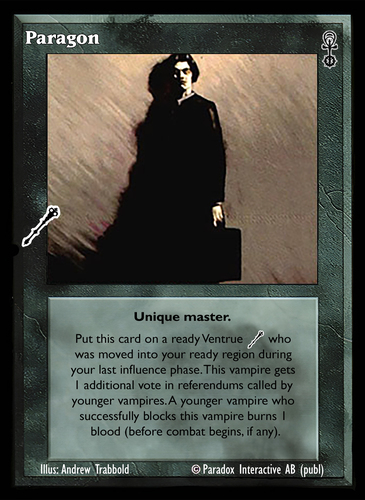 Paragon
Unique master.
Put this card on a ready Ventrue who
was moved into your ready region during
your last influence phase. This vampire gets
1 additional vote in referendums called by
younger vampires. A younger vampire who
successfully blocks this vampire burns 1
blood (before combat begins, if any).
Illus: Andrew Trabbold © Paradox Interactive AB (publ)